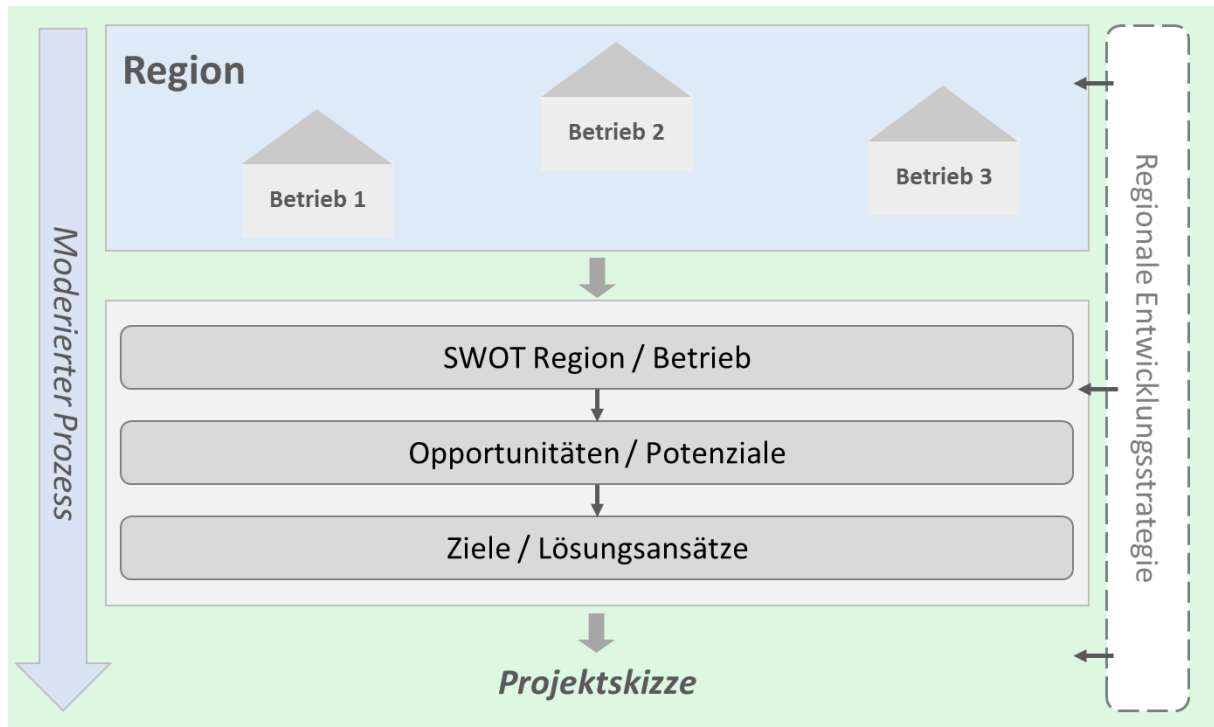 Region
Betrieb 1
Betrieb 2
Betrieb 3
Moderierter Prozess
SWOT Region / Betrieb
Opportunitäten / Potenziale
Ziele / Lösungsansätze
Projektskizze
Regionale Entwicklungsstrategie